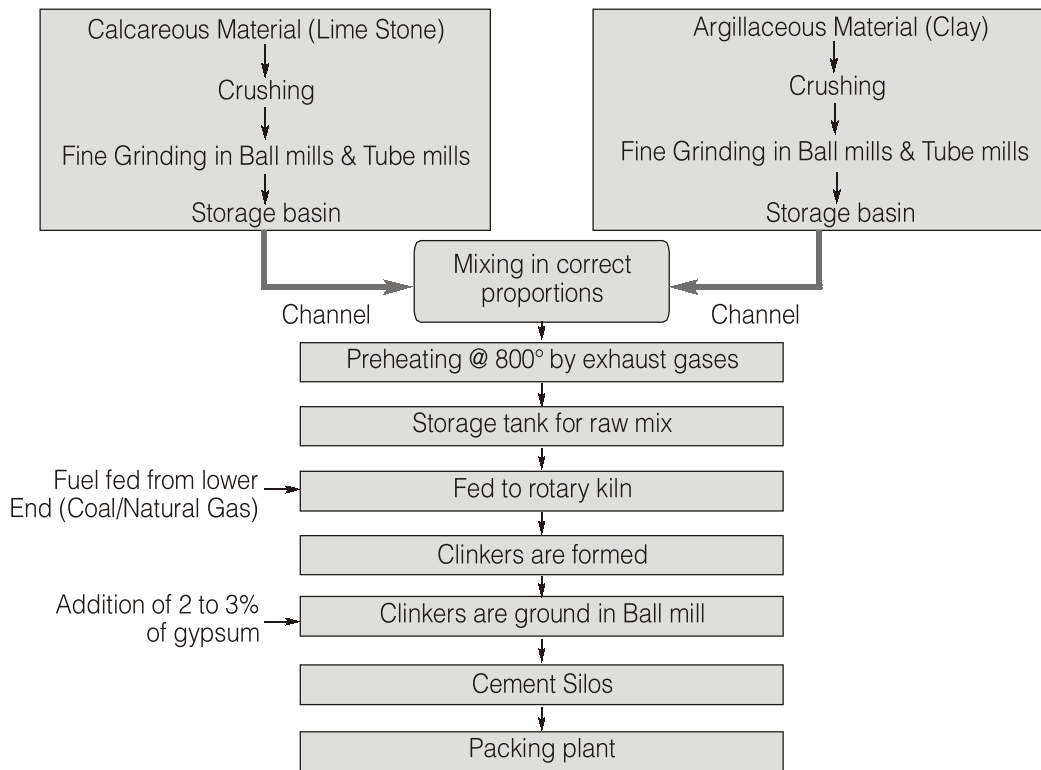 Calcareous Material (Lime Stone)
Crushing
Fine Grinding in Ball mills & Tube mills
Storage basin
Argillaceous Material (Clay)
Crushing
Fine Grinding in Ball mills & Tube mills
Storage basin
Mixing in correct
proportions
Channel
Channel
Preheating @ 800° by exhaust gases
Storage tank for raw mix
Fuel fed from lower
End (Coal/Natural Gas)
Fed to rotary kiln
Clinkers are formed
Addition of 2 to 3%
of gypsum
Clinkers are ground in Ball mill
Cement Silos
Packing plant